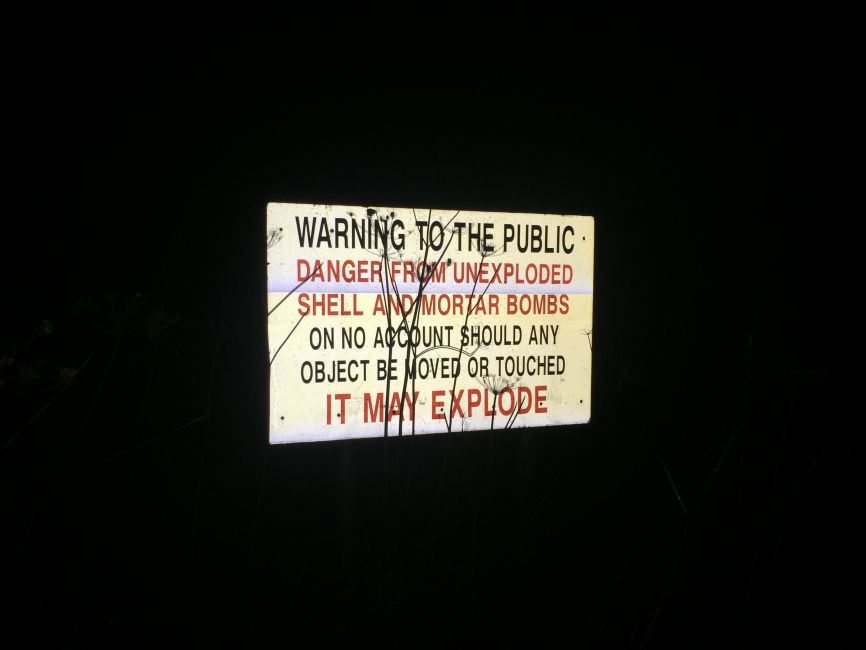 WARNING TO THE PUBLIC
DANGER FROM UNEXPLODED
SHELL AND MORTAR BOMBS
ON NO ACCOUNT SHOULD ANY
OBJECT BE MOVED OR TOUCHED
IT MAY EXPLODE